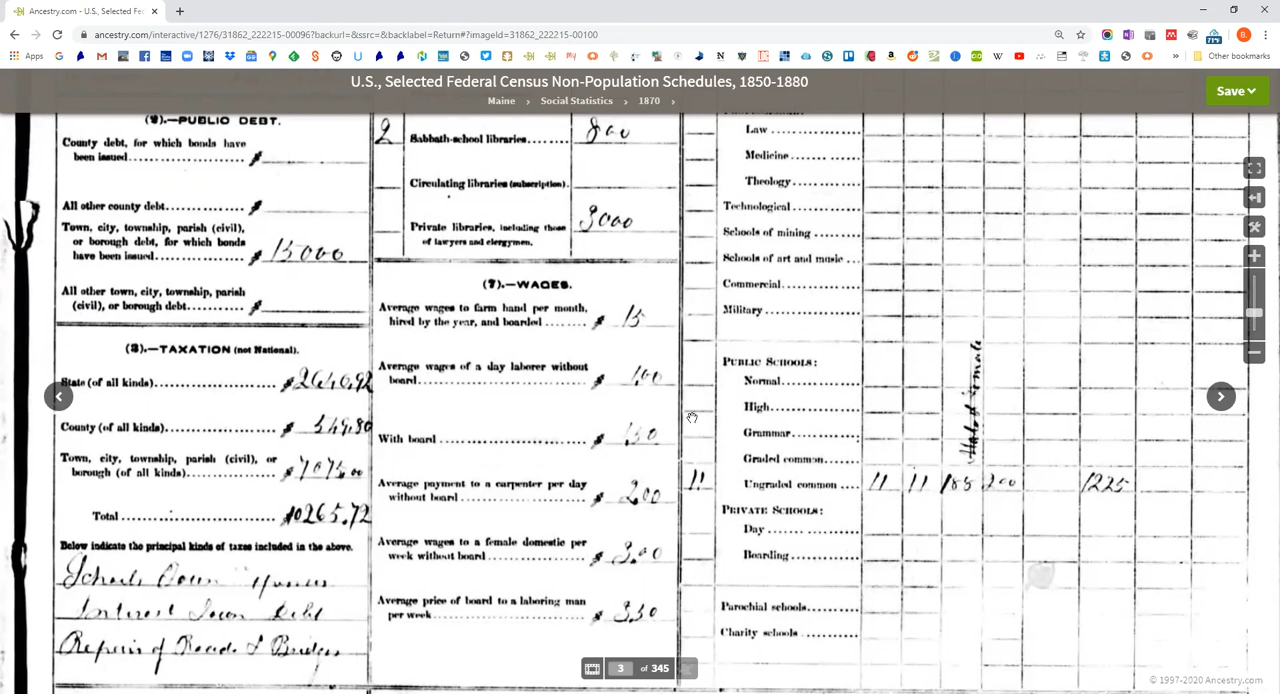 Ancestry.com - U.S., Selected Fe
ancestry.com/interactive/1276/31862_222215-00096?backurl=&ssrc=&backlabel=Return#?imageId=31862_222215-00100
Apps
Other bookmarks
U.S., Selected Federal Census Non-Population Schedules, 1850-1880
Maine › Social Statistics › 1870 ›
Save
(2).—PUBLIC DEBT.
County debt, for which bonds have
been issued........ $
All other county debt........ $
Town, city, township, parish (civil),
or borough debt, for which bonds
have been issued........ $ 15000
All other town, city, township, parish
(civil), or borough debt........ $
(3).—TAXATION (not National).
State (of all kinds)........ $2640.92
County (of all kinds)........ $ 549.80
Town, city, township, parish (civil), or
borough (of all kinds)........ $7075.00
Total........ $10265.72
Below indicate the principal kinds of taxes included in the above.
Schools Town
Interest Town Debt
Repair of Roads & Bridges
2 Sabbath-school libraries........ 800
Circulating libraries (subscription).
Private libraries, including those
of lawyers and clergymen. 3000
(7).—WAGES.
Average wages to farm hand per month,
hired by the year, and boarded........ $ 15
Average wages of a day laborer without
board........ $ 1.00
With board........ $ 1.50
Average payment to a carpenter per day
without board........ $ 2.00
Average wages to a female domestic per
week without board........ $ 3.00
Average price of board to a laboring man
per week........ $ 3.50
Law
Medicine
Theology
Technological
Schools of mining
Schools of art and music
Commercial
Military
PUBLIC SCHOOLS:
Normal
High
Grammar
Graded common
11 Ungraded common 11 11 188 200 1225
PRIVATE SCHOOLS:
Day
Boarding
Parochial schools
Charity schools
3 of 345
© 1997-2020 Ancestry.com